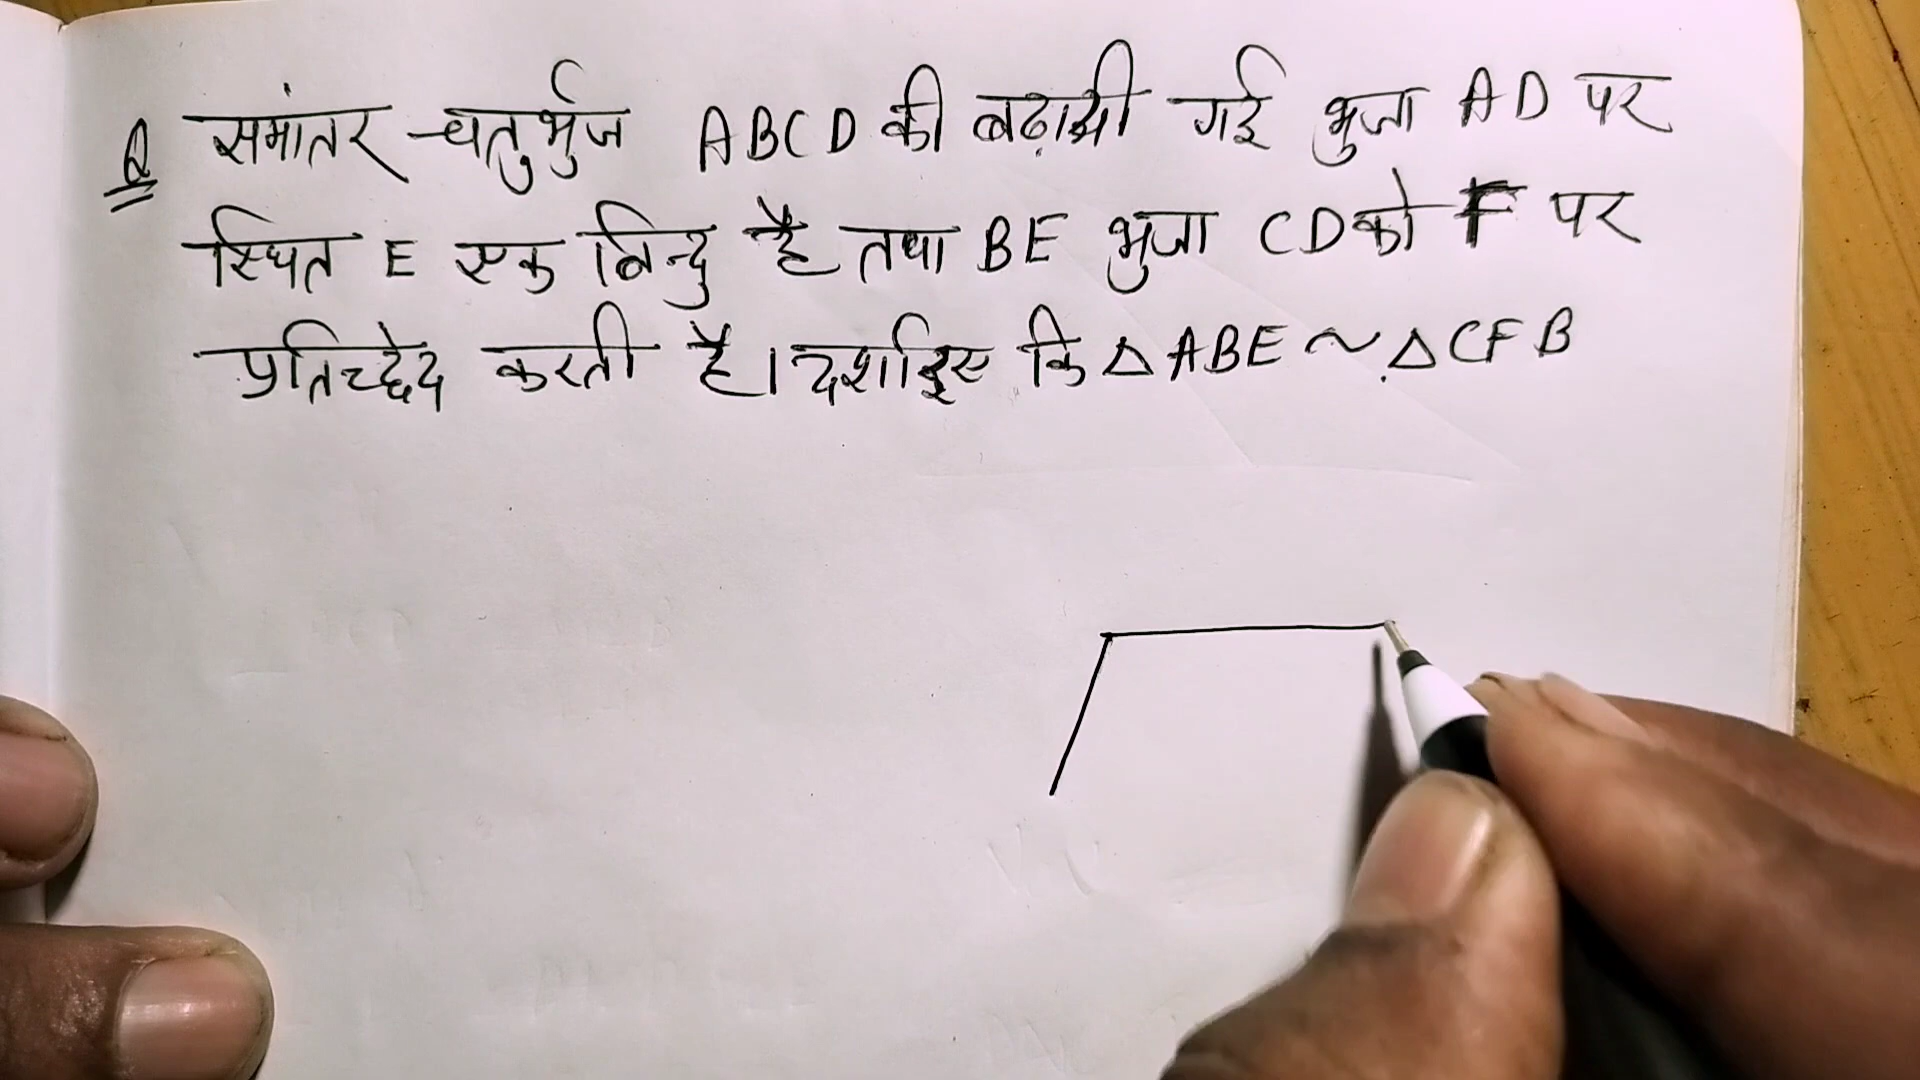 Q समांतर चतुर्भुज ABCD की बढ़ायी गई भुजा AD पर
स्थित E एक बिन्दु है तथा BE भुजा CD को F पर
प्रतिच्छेद करती है। दर्शाइए कि △ABE ~ △CFB